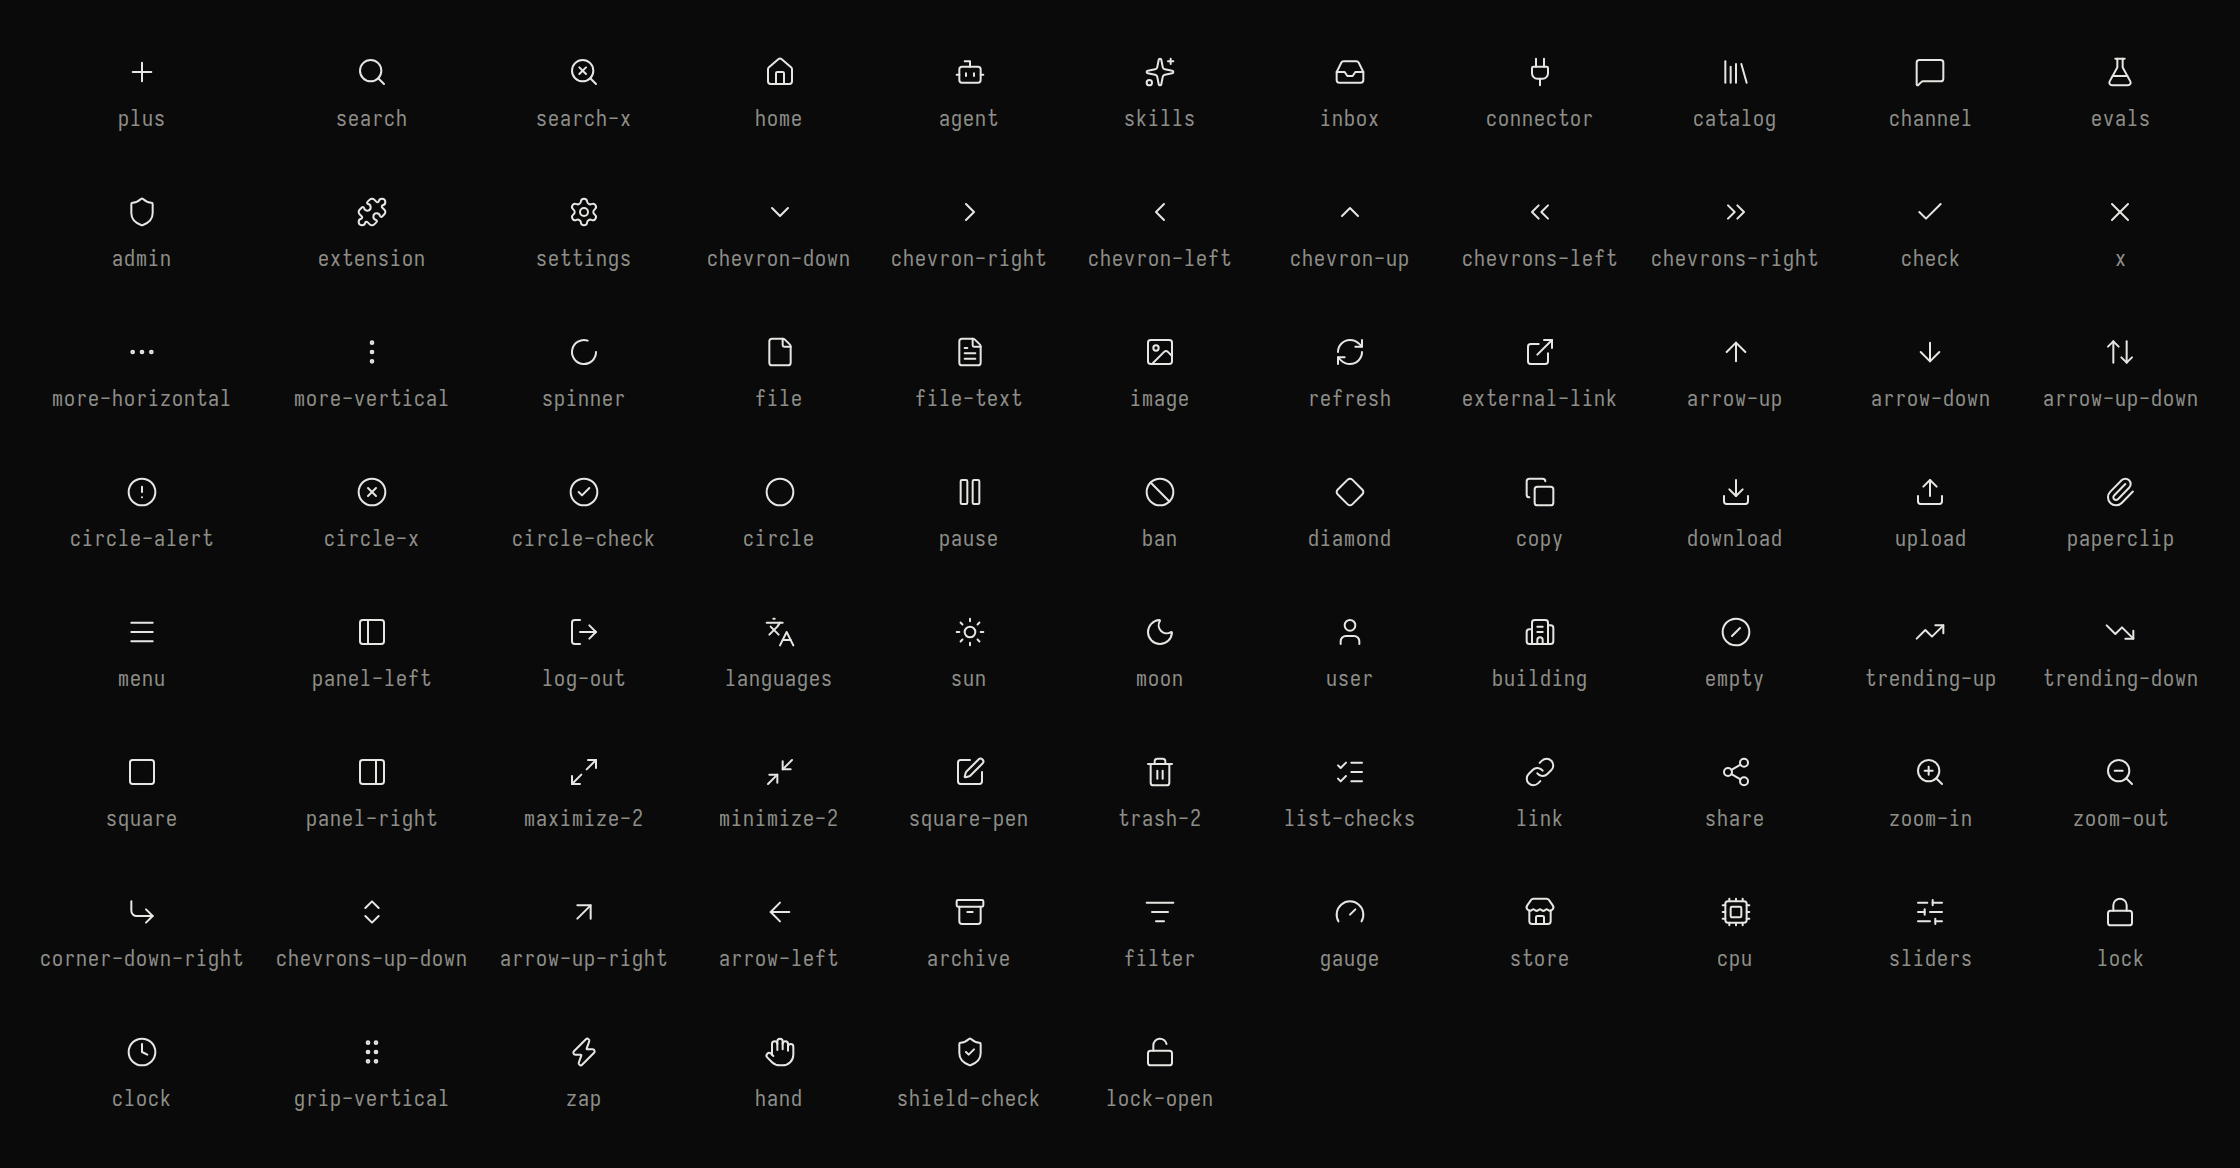 plus search search-x home agent skills inbox connector catalog channel evals
admin extension settings chevron-down chevron-right chevron-left chevron-up chevrons-left chevrons-right check x
more-horizontal more-vertical spinner file file-text image refresh external-link arrow-up arrow-down arrow-up-down
circle-alert circle-x circle-check circle pause ban diamond copy download upload paperclip
menu panel-left log-out languages sun moon user building empty trending-up trending-down
square panel-right maximize-2 minimize-2 square-pen trash-2 list-checks link share zoom-in zoom-out
corner-down-right chevrons-up-down arrow-up-right arrow-left archive filter gauge store cpu sliders lock
clock grip-vertical zap hand shield-check lock-open